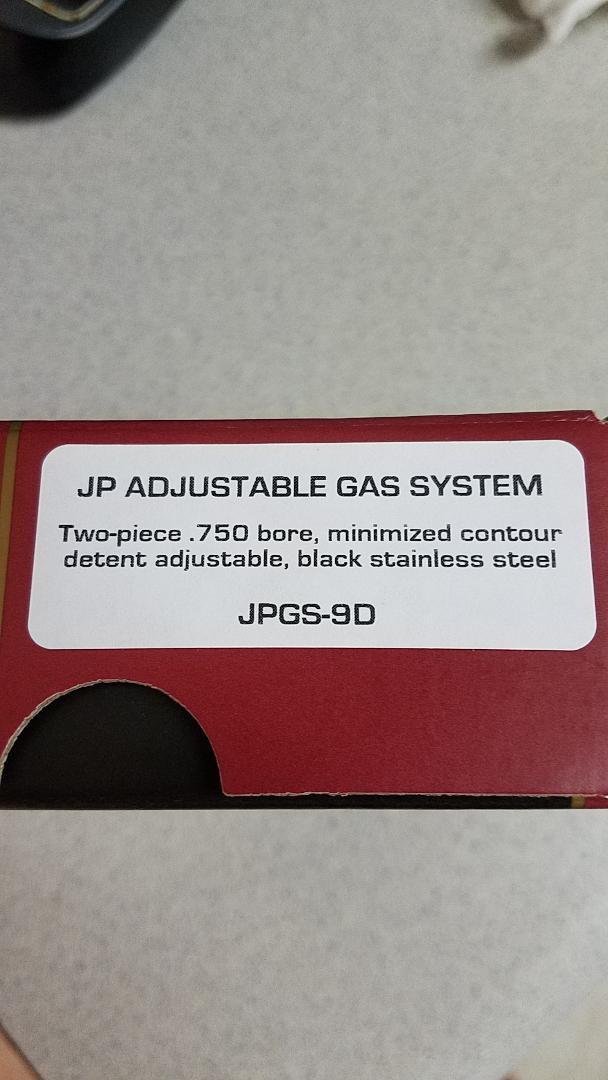 JP ADJUSTABLE GAS SYSTEM
Two-piece .750 bore, minimized contour
detent adjustable, black stainless steel
JPGS-9D